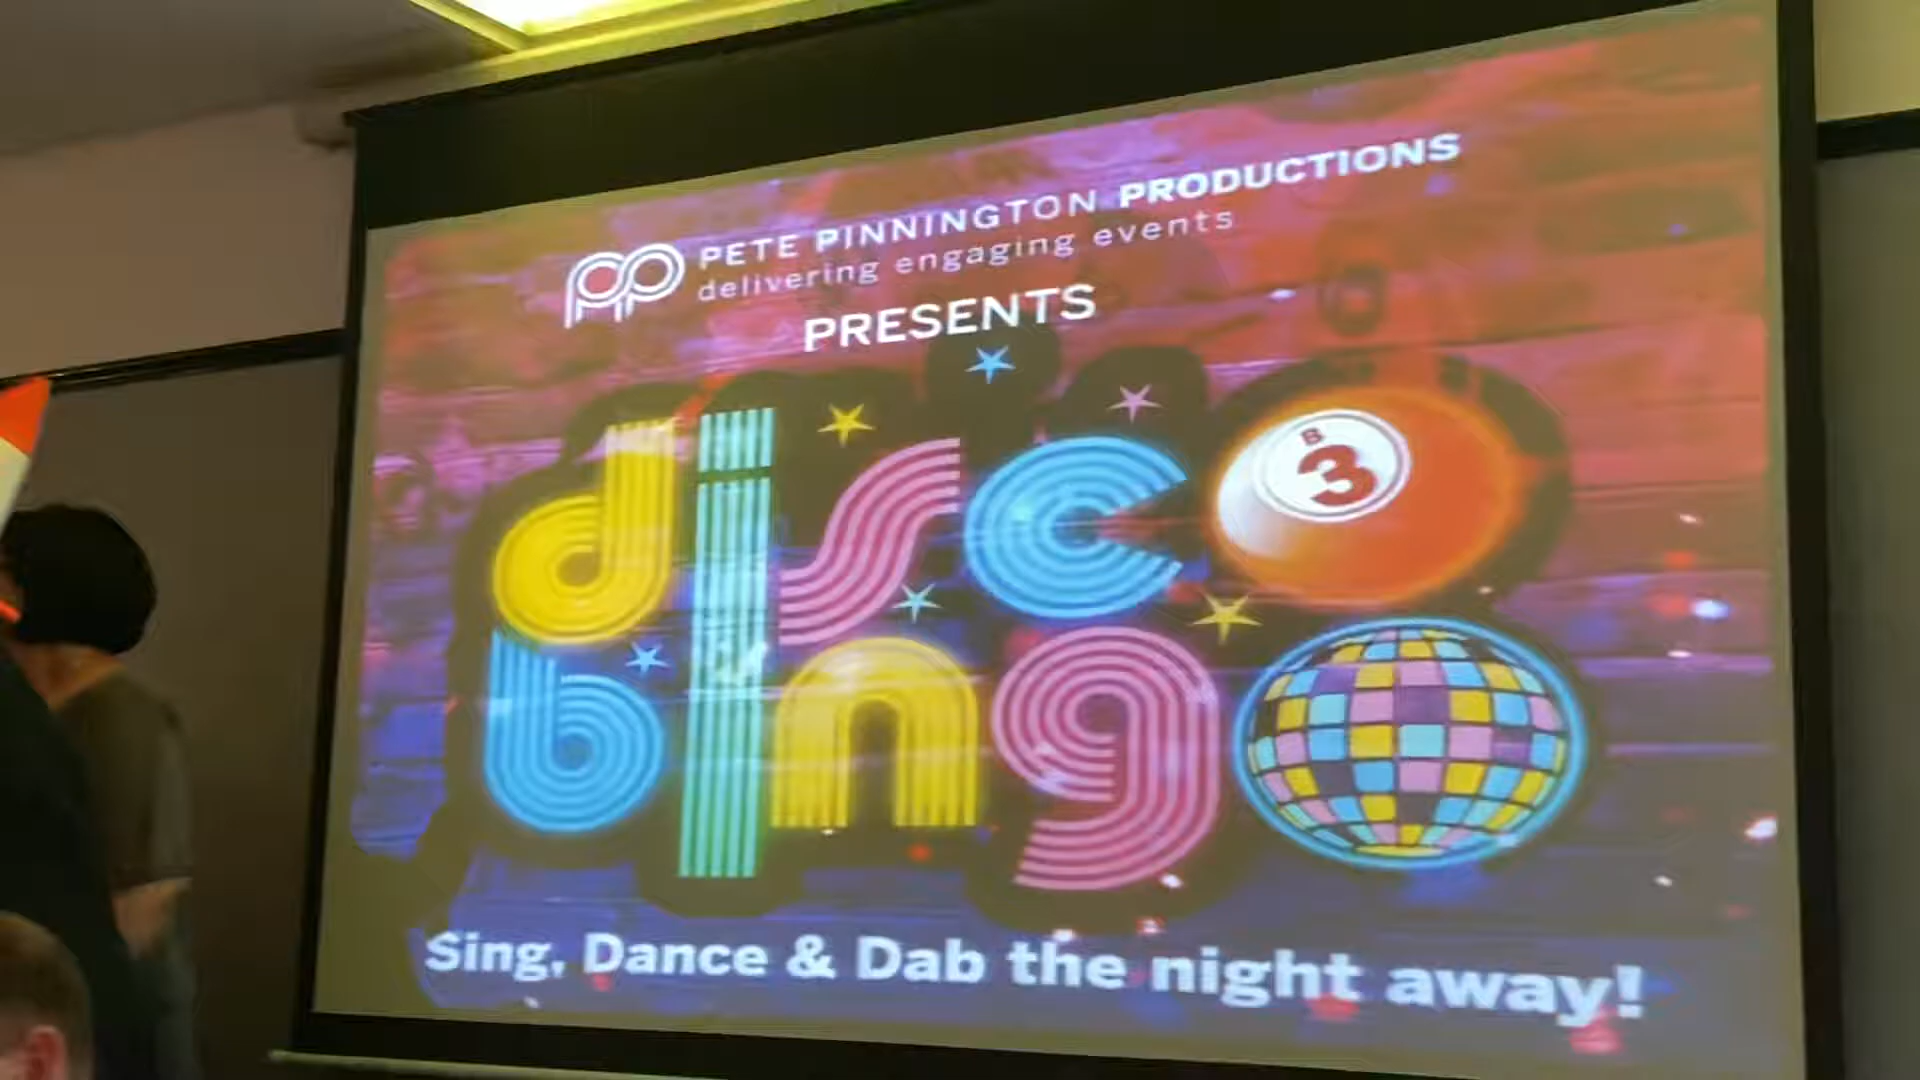 PETE PINNINGTON PRODUCTIONS
delivering engaging events
PRESENTS
disco
B
3
bingo
Sing, Dance & Dab the night away!